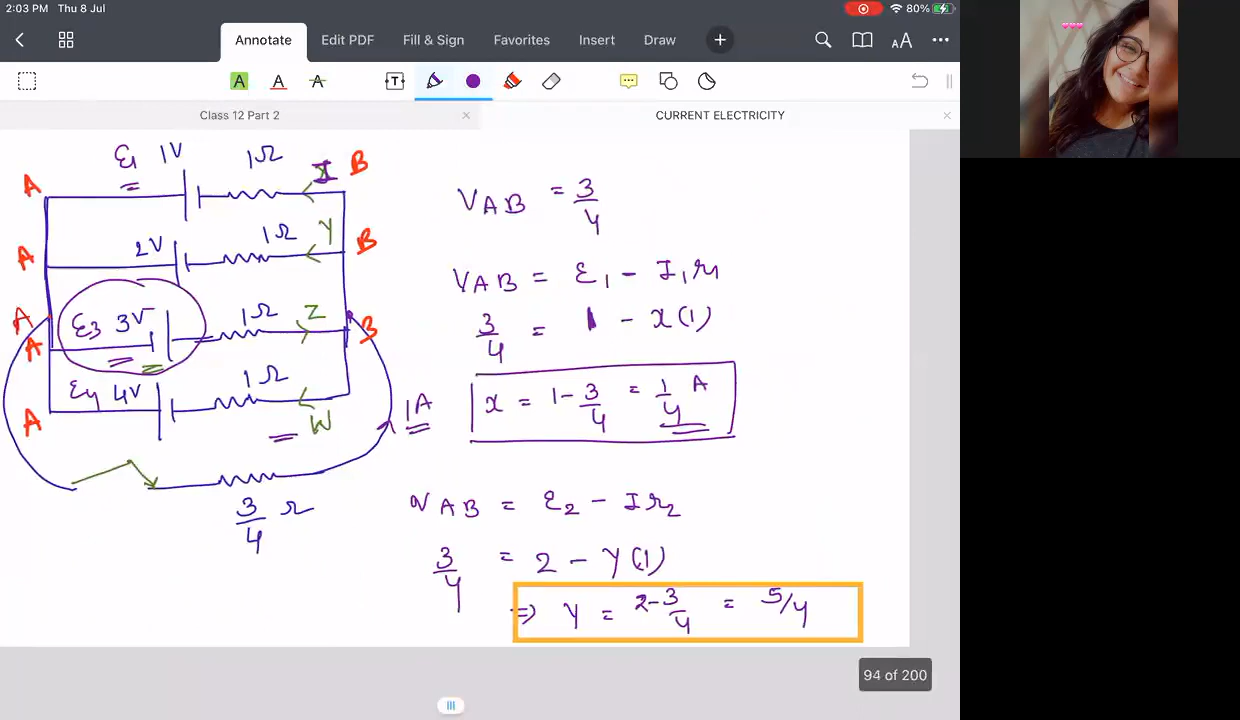 2:03 PM Thu 8 Jul
80%
Annotate Edit PDF Fill & Sign Favorites Insert Draw
A A A T AA
Class 12 Part 2 CURRENT ELECTRICITY
ε1 1V 1Ω I B
A
2V 1Ω Y B
A
ε3 3V 1Ω Z B
A
A
ε4 4V 1Ω
A W
1A
3/4 Ω
VAB = 3/4
VAB = ε1 - I1r1
3/4 = 1 - x(1)
x = 1 - 3/4 = 1/4 A
VAB = ε2 - Ir2
3/4 = 2 - Y(1)
⇒ Y = 2-3/4 = 5/4
94 of 200